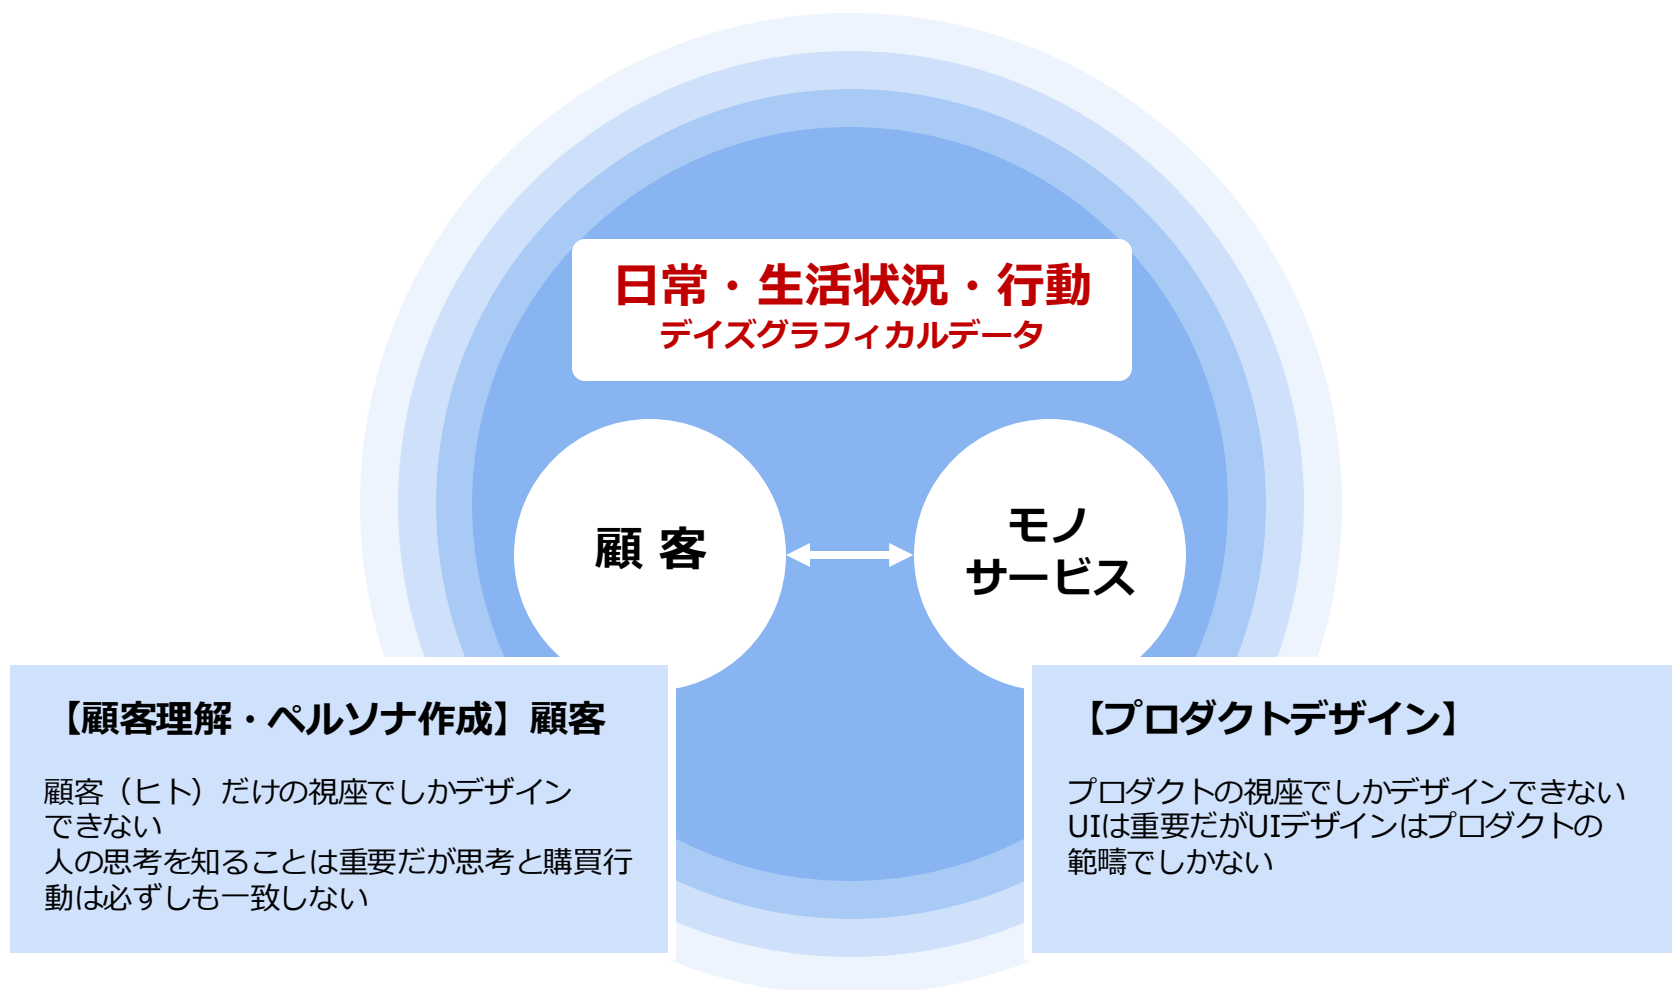 日常・生活状況・行動
デイズグラフィカルデータ
顧 客
モノ
サービス
【顧客理解・ペルソナ作成】顧客
顧客（ヒト）だけの視座でしかデザイン
できない
人の思考を知ることは重要だが思考と購買行
動は必ずしも一致しない
【プロダクトデザイン】
プロダクトの視座でしかデザインできない
UIは重要だがUIデザインはプロダクトの
範疇でしかない